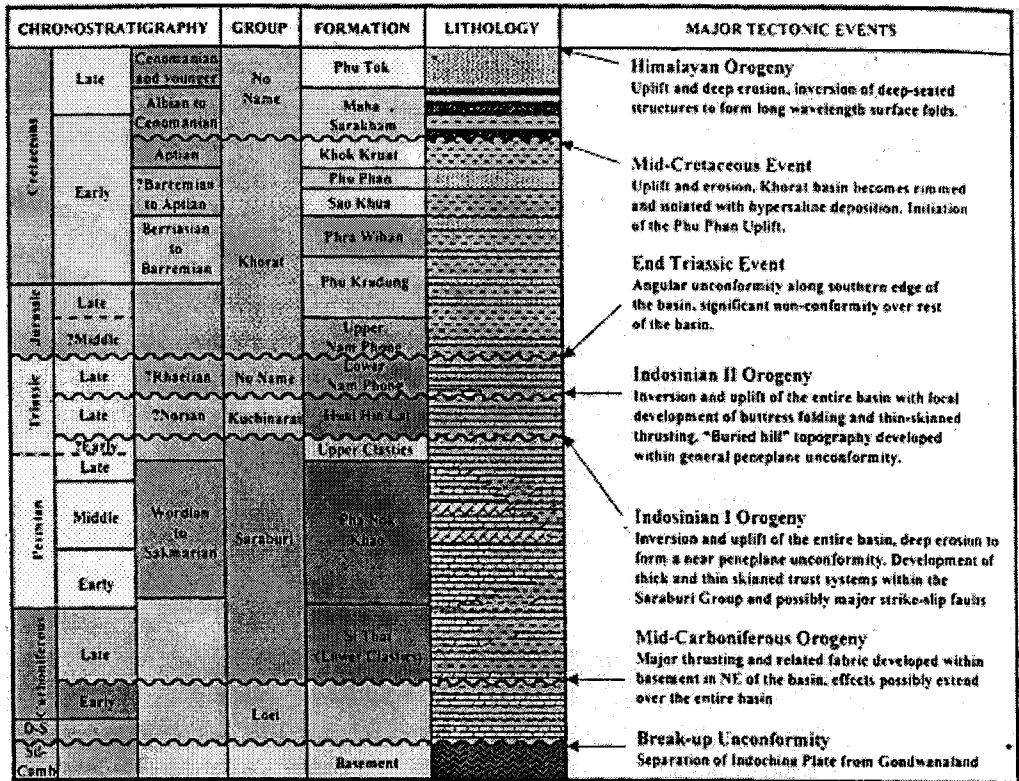 CHRONOSTRATIGRAPHY GROUP FORMATION LITHOLOGY MAJOR TECTONIC EVENTS
Cretaceous
Late
Early
Cenomanian
and younger
Albian to
Cenomanian
Aptian
?Barremian
to Aptian
Berriasian
to
Barremian
Jurassic
Late
?Middle
Triassic
Late
?Rhaetian
Late
?Norian
?Early
Permian
Late
Middle
Early
Wordian
to
Sakmarian
Carboniferous
Late
Early
Camb
No
Name
Khorat
No Name
Kuchinarai
Saraburi
Loei
Phu Tok
Maha
Sarakham
Khok Kruat
Phu Phan
Sao Khua
Phra Wihan
Phu Kradung
Upper
Nam Phong
Lower
Nam Phong
Huai Hin Lat
Upper Clastics
Pha Nok
Khao
Si That
(Lower Clastics)
Basement
Himalayan Orogeny
Uplift and deep erosion, inversion of deep-seated
structures to form long wavelength surface folds.
Mid-Cretaceous Event
Uplift and erosion, Khorat basin becomes rimmed
and isolated with hypersaline deposition. Initiation
of the Phu Phan Uplift.
End Triassic Event
Angular unconformity along southern edge of
the basin, significant non-conformity over rest
of the basin.
Indosinian II Orogeny
Inversion and uplift of the entire basin with local
development of buttress folding and thin-skinned
thrusting. "Buried hill" topography developed
within general peneplane unconformity.
Indosinian I Orogeny
Inversion and uplift of the entire basin, deep erosion to
form a near peneplane unconformity. Development of
thick and thin skinned trust systems within the
Saraburi Group and possibly major strike-slip faults
Mid-Carboniferous Orogeny
Major thrusting and related fabric developed within
basement in NE of the basin, effects possibly extend
over the entire basin
Break-up Unconformity
Separation of Indochina Plate from Gondwanaland